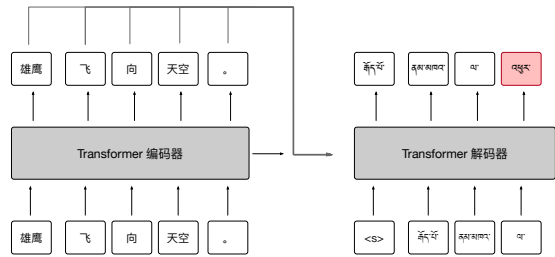 雄鹰 飞 向 天空 。
རྒོད་པོ་ ནམ་མཁའ་ ལ་ འཕུར་
Transformer 编码器
Transformer 解码器
雄鹰 飞 向 天空 。
<s> རྒོད་པོ་ ནམ་མཁའ་ ལ་